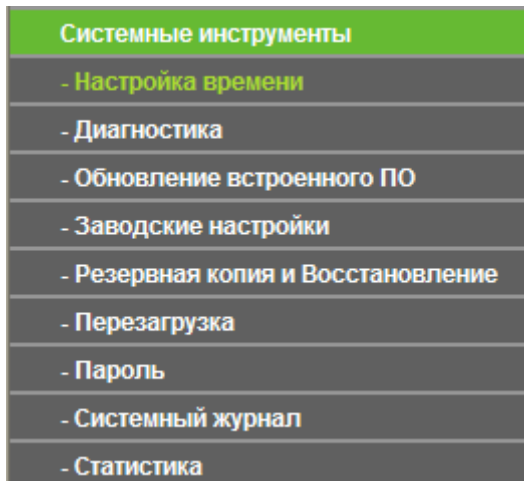 Системные инструменты
- Настройка времени
- Диагностика
- Обновление встроенного ПО
- Заводские настройки
- Резервная копия и Восстановление
- Перезагрузка
- Пароль
- Системный журнал
- Статистика